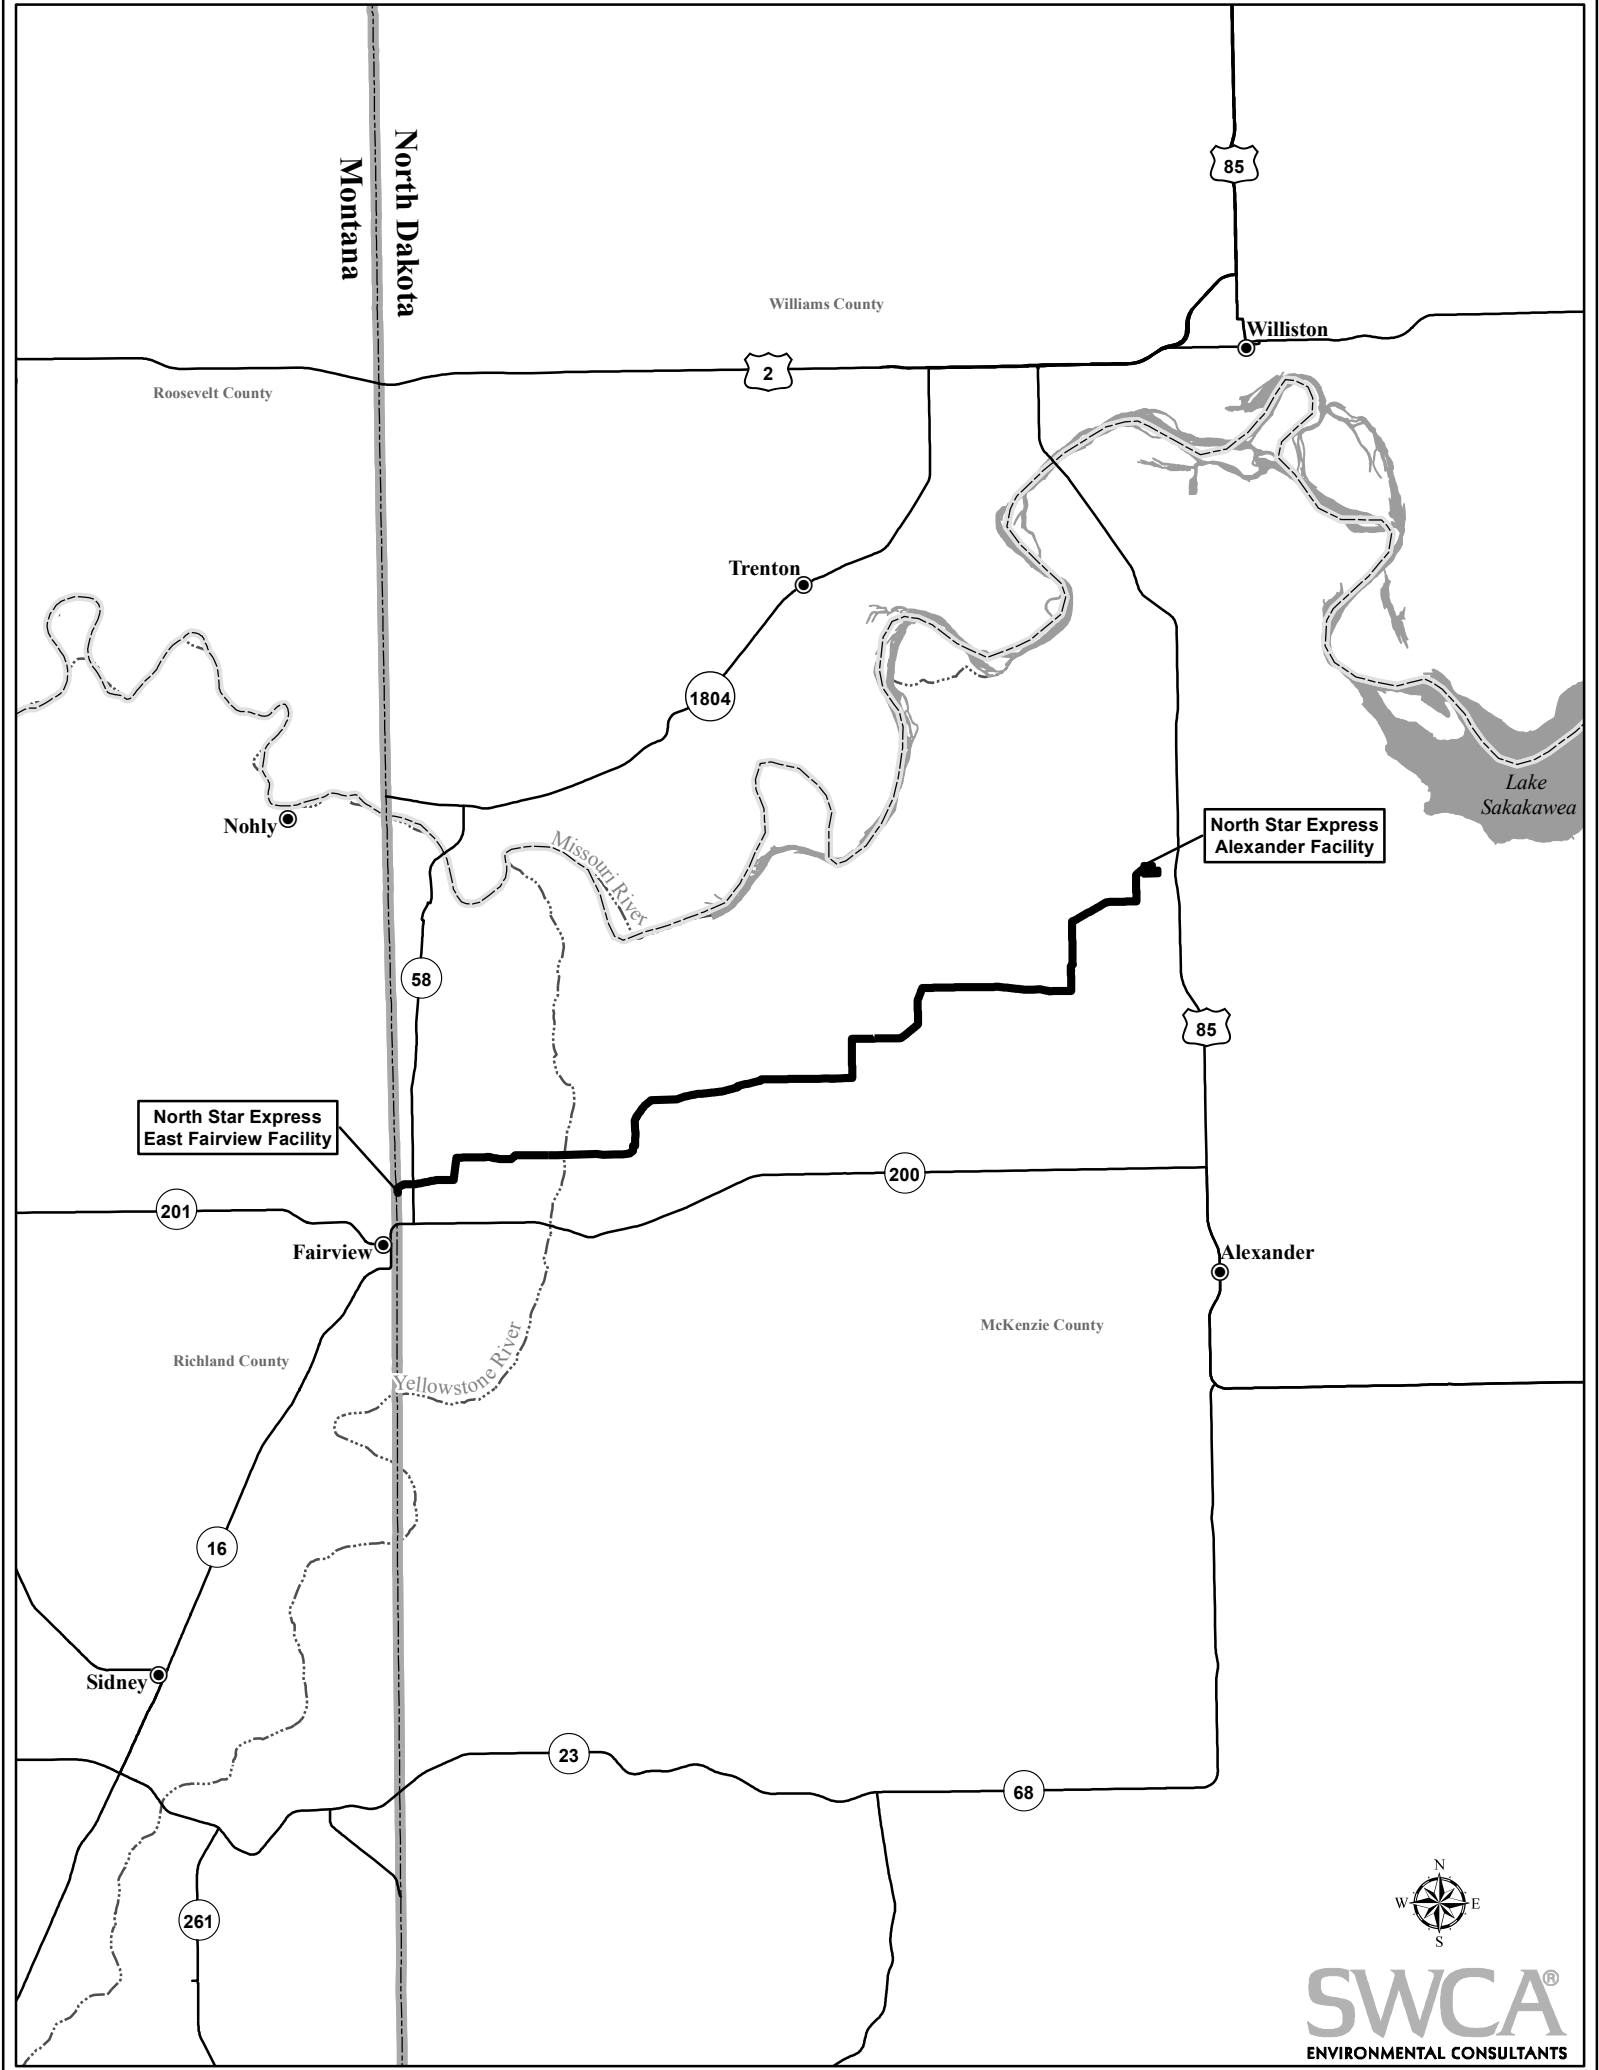 North Dakota
Montana
85
Williams County
Williston
2
Roosevelt County
Trenton
1804
Lake
Sakakawea
Nohly
Missouri River
North Star Express
Alexander Facility
58
85
North Star Express
East Fairview Facility
200
201
Fairview
Alexander
McKenzie County
Richland County
Yellowstone River
16
Sidney
23
68
261
N
W
E
S
SWCA®
ENVIRONMENTAL CONSULTANTS